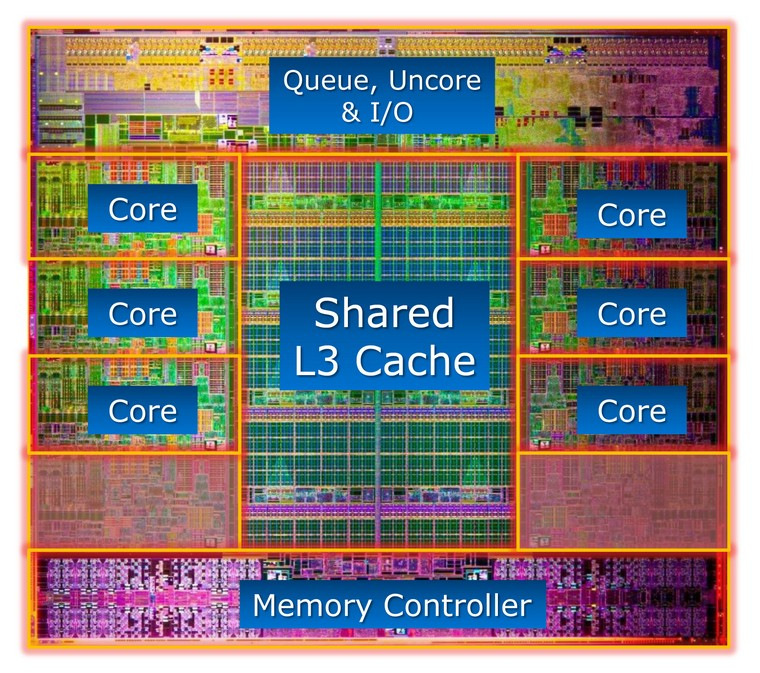 Queue, Uncore
& I/O
Core
Core
Shared
L3 Cache
Core
Core
Core
Core
Memory Controller